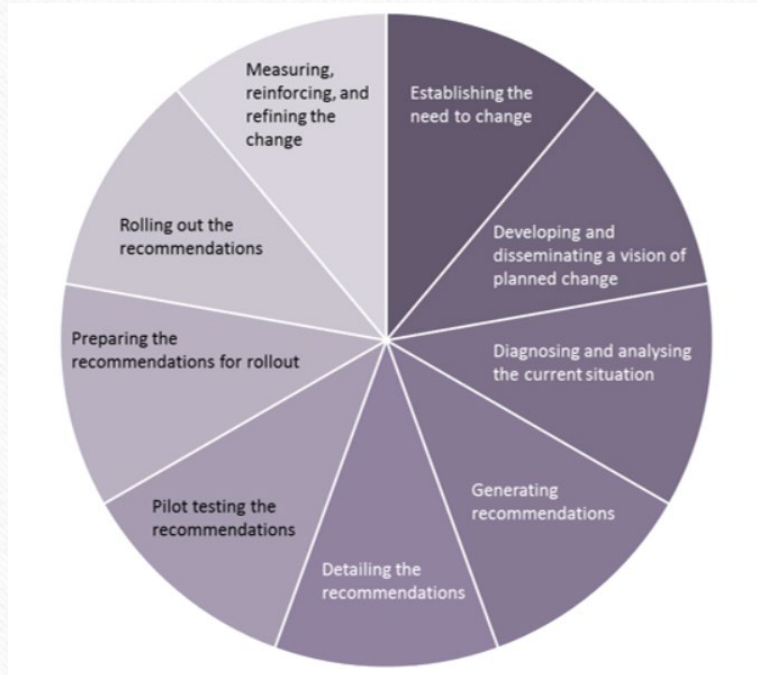 Establishing the
need to change
Developing and
disseminating a vision of
planned change
Diagnosing and analysing
the current situation
Generating
recommendations
Detailing the
recommendations
Pilot testing the
recommendations
Preparing the
recommendations for rollout
Rolling out the
recommendations
Measuring,
reinforcing, and
refining the
change